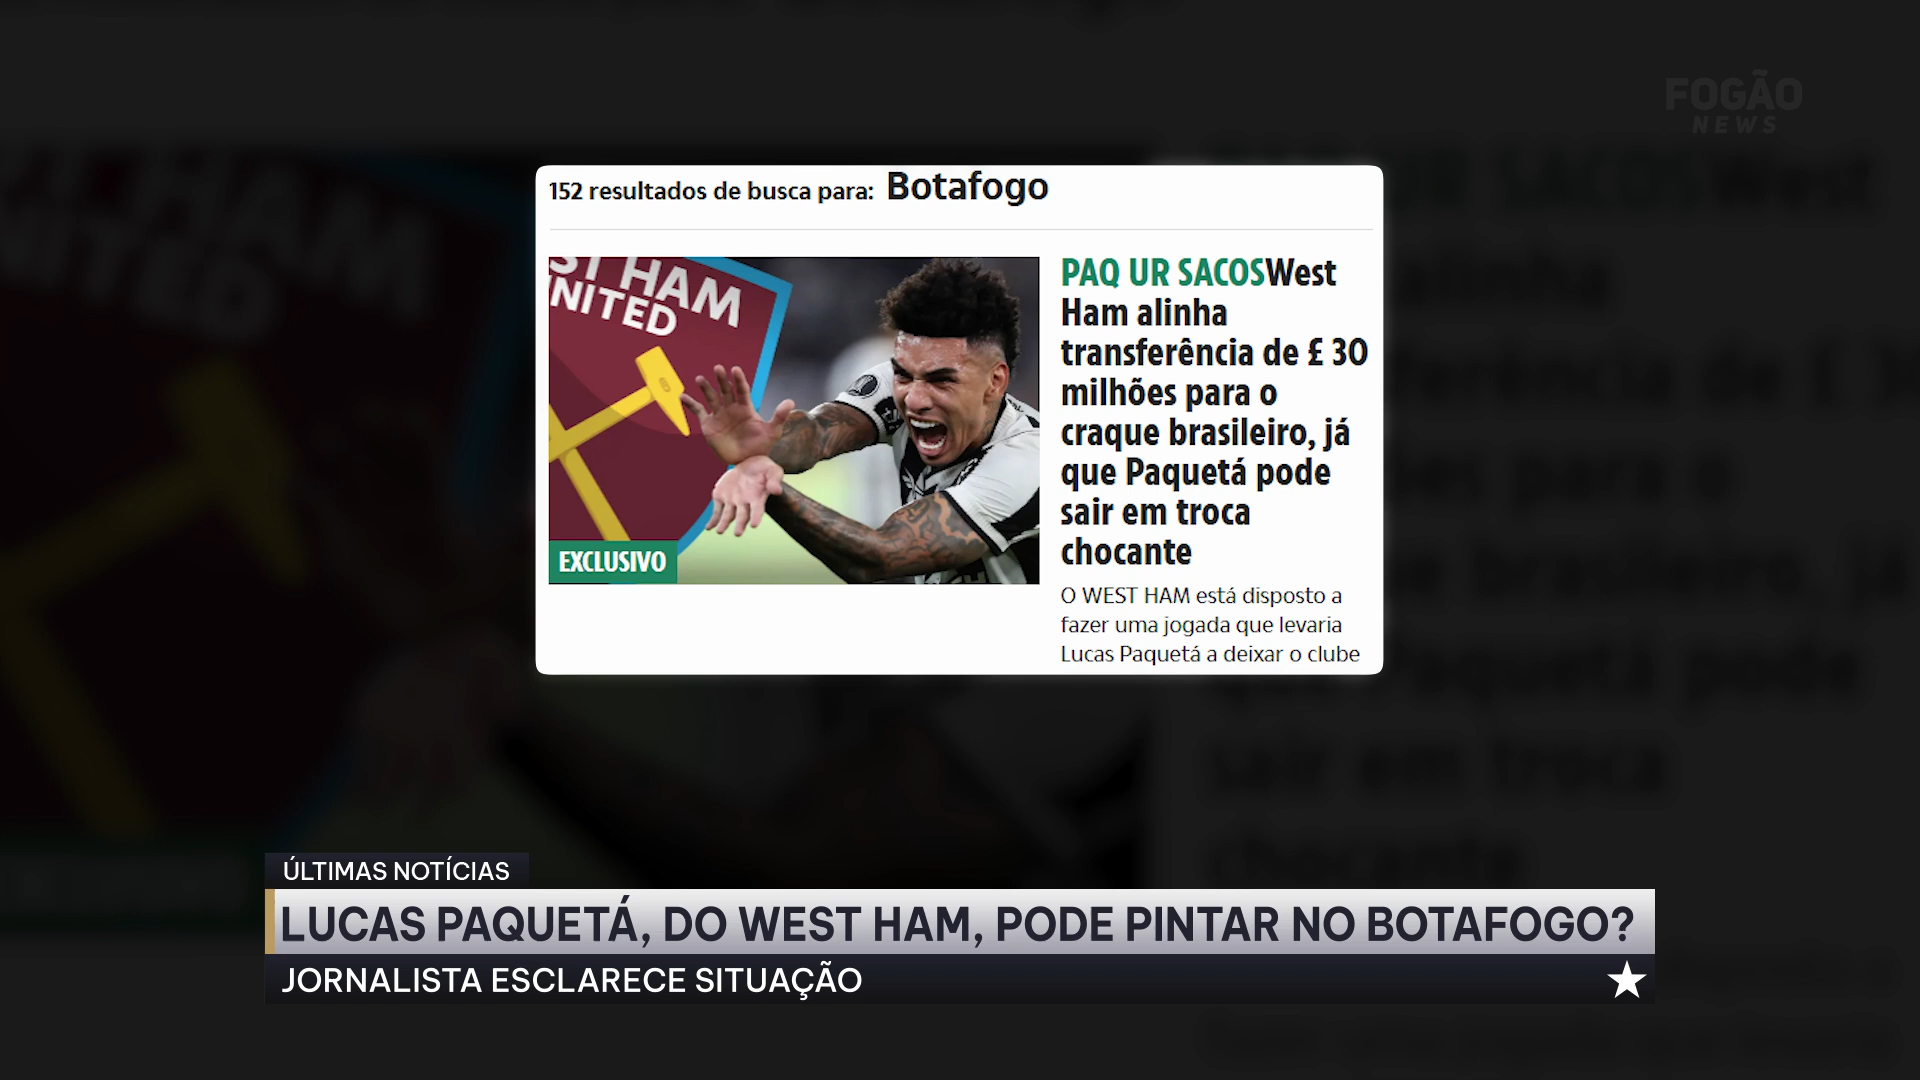 FOGÃO
NEWS
152 resultados de busca para: Botafogo
ST HAM
NITED
EXCLUSIVO
PAQ UR SACOSWest
Ham alinha
transferência de £ 30
milhões para o
craque brasileiro, já
que Paquetá pode
sair em troca
chocante
O WEST HAM está disposto a
fazer uma jogada que levaria
Lucas Paquetá a deixar o clube
ÚLTIMAS NOTÍCIAS
LUCAS PAQUETÁ, DO WEST HAM, PODE PINTAR NO BOTAFOGO?
JORNALISTA ESCLARECE SITUAÇÃO